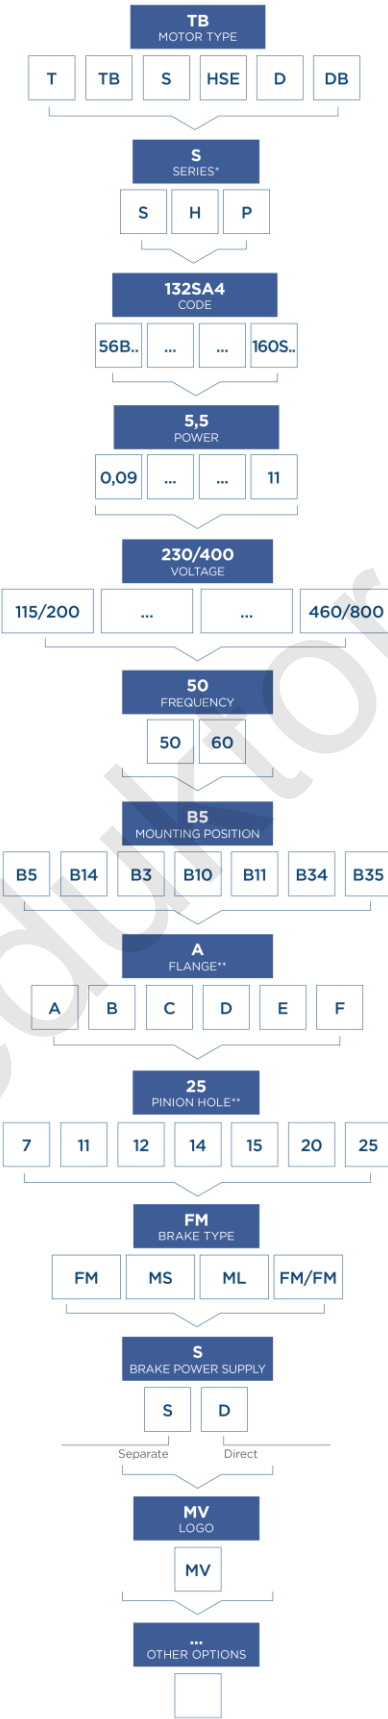 TB
MOTOR TYPE
T TB S HSE D DB
S
SERIES*
S H P
132SA4
CODE
56B.. ... ... 160S..
5,5
POWER
0,09 ... ... 11
230/400
VOLTAGE
115/200 ... ... 460/800
50
FREQUENCY
50 60
B5
MOUNTING POSITION
B5 B14 B3 B10 B11 B34 B35
A
FLANGE**
A B C D E F
25
PINION HOLE**
7 11 12 14 15 20 25
FM
BRAKE TYPE
FM MS ML FM/FM
S
BRAKE POWER SUPPLY
S D
Separate Direct
MV
LOGO
MV
...
OTHER OPTIONS